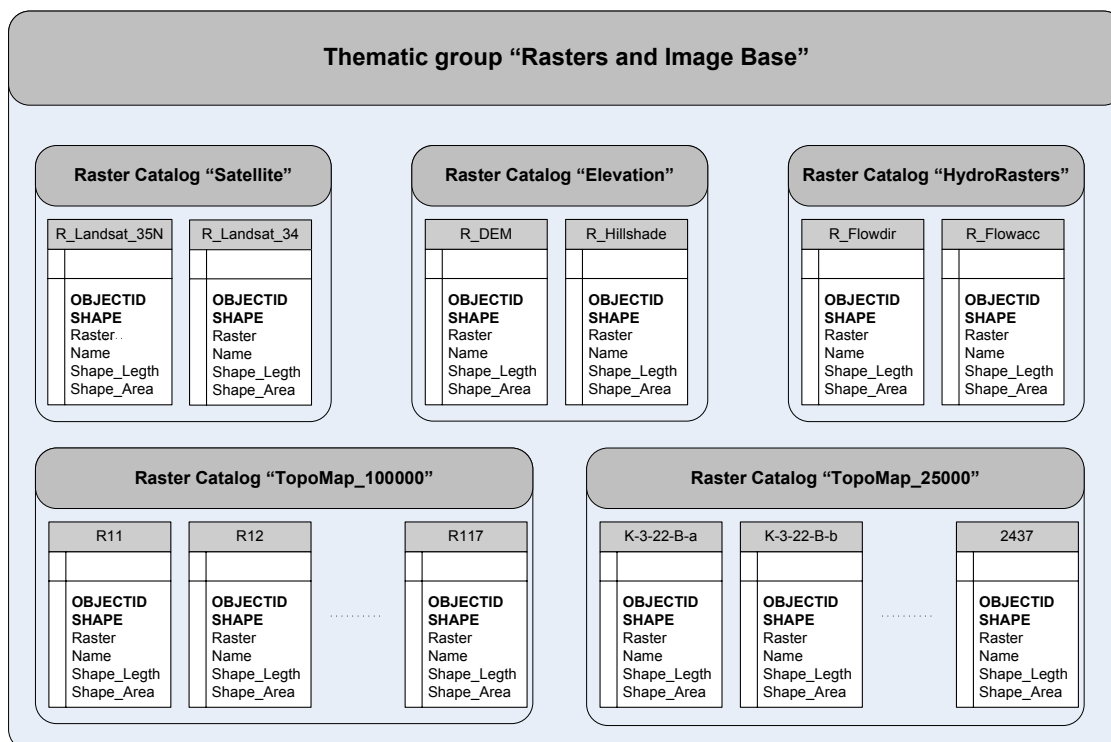 Thematic group “Rasters and Image Base”
Raster Catalog “Satellite”
R_Landsat_35N
OBJECTID
SHAPE
Raster
Name
Shape_Legth
Shape_Area
R_Landsat_34
OBJECTID
SHAPE
Raster
Name
Shape_Legth
Shape_Area
Raster Catalog “Elevation”
R_DEM
OBJECTID
SHAPE
Raster
Name
Shape_Legth
Shape_Area
R_Hillshade
OBJECTID
SHAPE
Raster
Name
Shape_Legth
Shape_Area
Raster Catalog “HydroRasters”
R_Flowdir
OBJECTID
SHAPE
Raster
Name
Shape_Legth
Shape_Area
R_Flowacc
OBJECTID
SHAPE
Raster
Name
Shape_Legth
Shape_Area
Raster Catalog “TopoMap_100000”
R11
OBJECTID
SHAPE
Raster
Name
Shape_Legth
Shape_Area
R12
OBJECTID
SHAPE
Raster
Name
Shape_Legth
Shape_Area
..........
R117
OBJECTID
SHAPE
Raster
Name
Shape_Legth
Shape_Area
Raster Catalog “TopoMap_25000”
K-3-22-B-a
OBJECTID
SHAPE
Raster
Name
Shape_Legth
Shape_Area
K-3-22-B-b
OBJECTID
SHAPE
Raster
Name
Shape_Legth
Shape_Area
..........
2437
OBJECTID
SHAPE
Raster
Name
Shape_Legth
Shape_Area